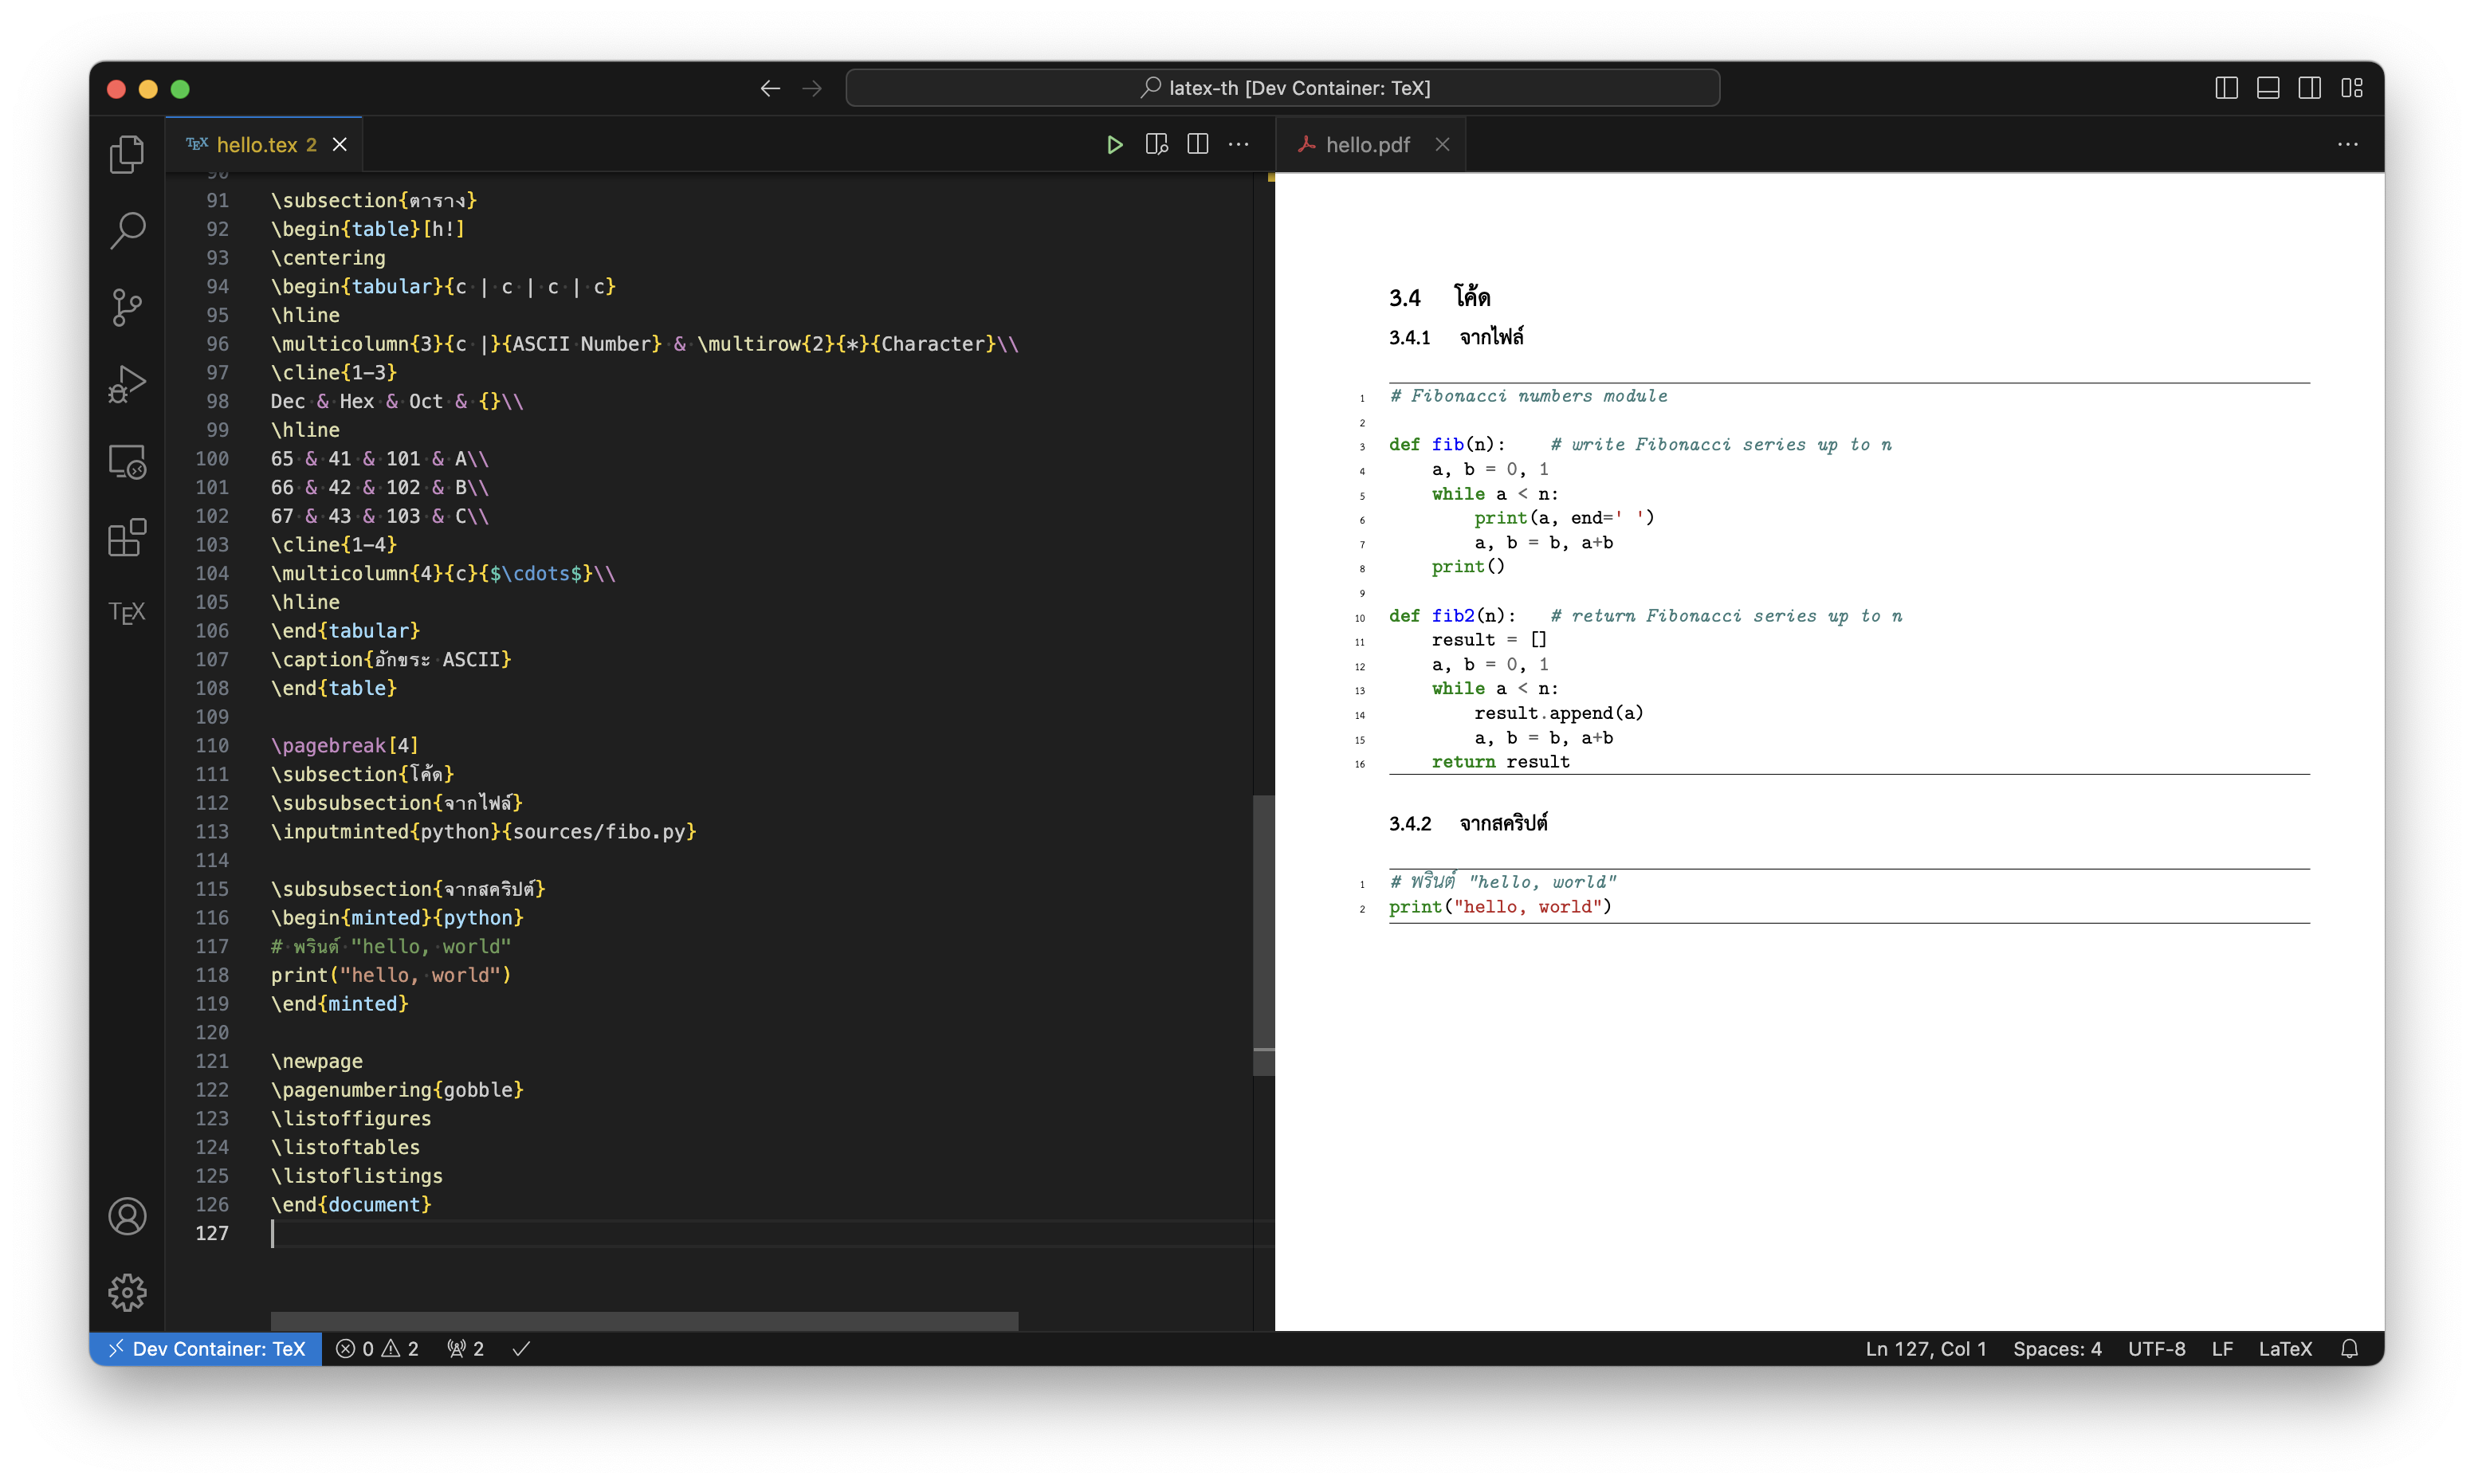 latex-th [Dev Container: TeX]
TEX hello.tex 2
hello.pdf
90
91 \subsection{ตาราง}
92 \begin{table}[h!]
93 \centering
94 \begin{tabular}{c | c | c | c}
95 \hline
96 \multicolumn{3}{c |}{ASCII Number} & \multirow{2}{*}{Character}\\
97 \cline{1-3}
98 Dec & Hex & Oct & {}\\
99 \hline
100 65 & 41 & 101 & A\\
101 66 & 42 & 102 & B\\
102 67 & 43 & 103 & C\\
103 \cline{1-4}
104 \multicolumn{4}{c}{$\cdots$}\\
105 \hline
106 \end{tabular}
107 \caption{อักขระ ASCII}
108 \end{table}
109
110 \pagebreak[4]
111 \subsection{โค้ด}
112 \subsubsection{จากไฟล์}
113 \inputminted{python}{sources/fibo.py}
114
115 \subsubsection{จากสคริปต์}
116 \begin{minted}{python}
117 # พรินต์ "hello, world"
118 print("hello, world")
119 \end{minted}
120
121 \newpage
122 \pagenumbering{gobble}
123 \listoffigures
124 \listoftables
125 \listoflistings
126 \end{document}
127
TEX
3.4 โค้ด
3.4.1 จากไฟล์
1 # Fibonacci numbers module
2
3 def fib(n):    # write Fibonacci series up to n
4     a, b = 0, 1
5     while a < n:
6         print(a, end=' ')
7         a, b = b, a+b
8     print()
9
10 def fib2(n):   # return Fibonacci series up to n
11     result = []
12     a, b = 0, 1
13     while a < n:
14         result.append(a)
15         a, b = b, a+b
16     return result
3.4.2 จากสคริปต์
1 # พรินต์ "hello, world"
2 print("hello, world")
Dev Container: TeX 0 2 2 Ln 127, Col 1 Spaces: 4 UTF-8 LF LaTeX